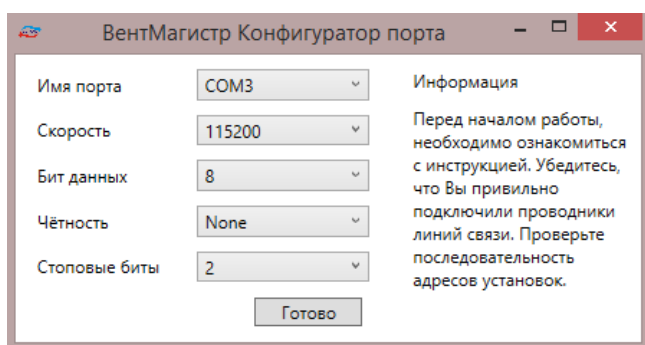 ВентМагистр Конфигуратор порта
Имя порта COM3
Скорость 115200
Бит данных 8
Чётность None
Стоповые биты 2
Готово
Информация
Перед началом работы,
необходимо ознакомиться
с инструкцией. Убедитесь,
что Вы привильно
подключили проводники
линий связи. Проверьте
последовательность
адресов установок.